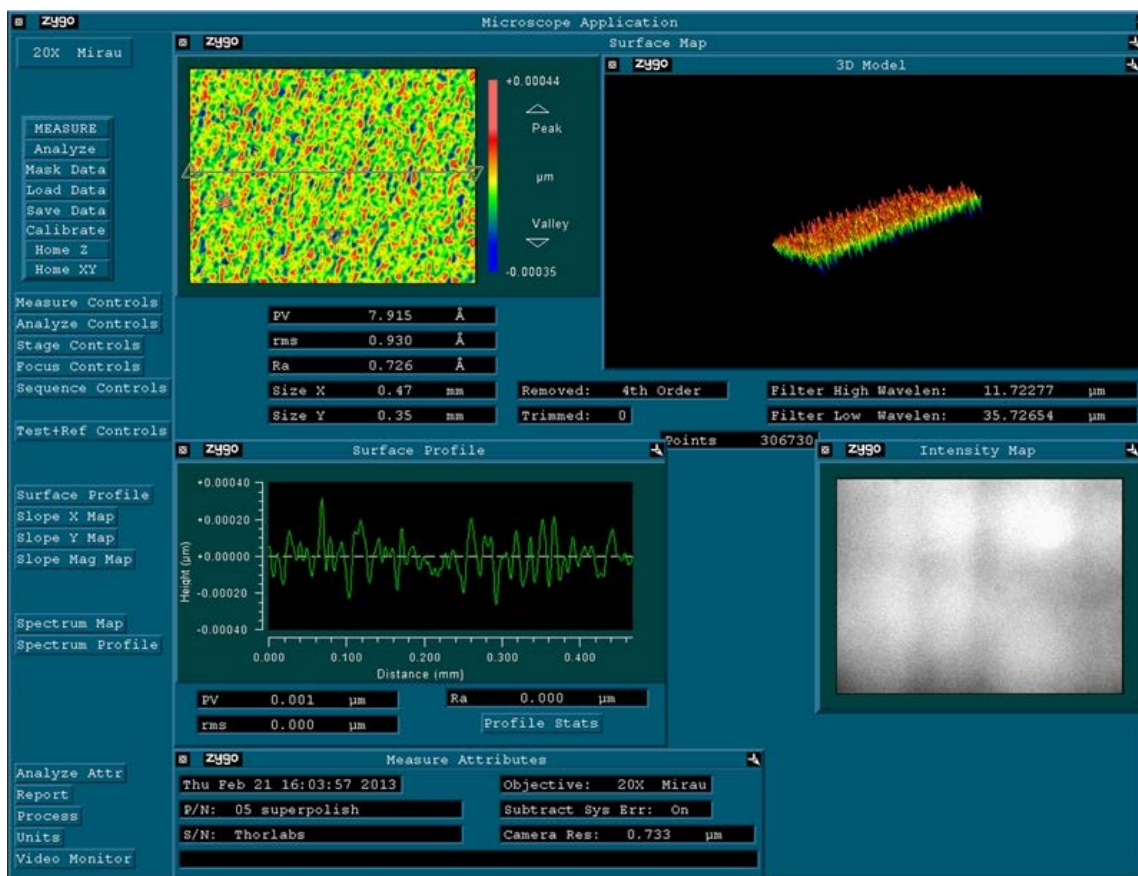 zygo Microscope Application
20X Mirau
MEASURE
Analyze
Mask Data
Load Data
Save Data
Calibrate
Home Z
Home XY
Measure Controls
Analyze Controls
Stage Controls
Focus Controls
Sequence Controls
Test+Ref Controls
Surface Profile
Slope X Map
Slope Y Map
Slope Mag Map
Spectrum Map
Spectrum Profile
Analyze Attr
Report
Process
Units
Video Monitor
zygo Surface Map
+0.00044
Peak
µm
Valley
-0.00035
zygo 3D Model
PV 7.915 Å
rms 0.930 Å
Ra 0.726 Å
Size X 0.47 mm
Size Y 0.35 mm
Removed: 4th Order
Trimmed: 0
Filter High Wavelen: 11.72277 µm
Filter Low Wavelen: 35.72654 µm
Points 306730
zygo Surface Profile
+0.00040
+0.00020
+0.00000
-0.00020
-0.00040
Height (µm)
0.000 0.100 0.200 0.300 0.400
Distance (mm)
PV 0.001 µm
rms 0.000 µm
Ra 0.000 µm
Profile Stats
zygo Intensity Map
zygo Measure Attributes
Thu Feb 21 16:03:57 2013
P/N: 05 superpolish
S/N: Thorlabs
Objective: 20X Mirau
Subtract Sys Err: On
Camera Res: 0.733 µm